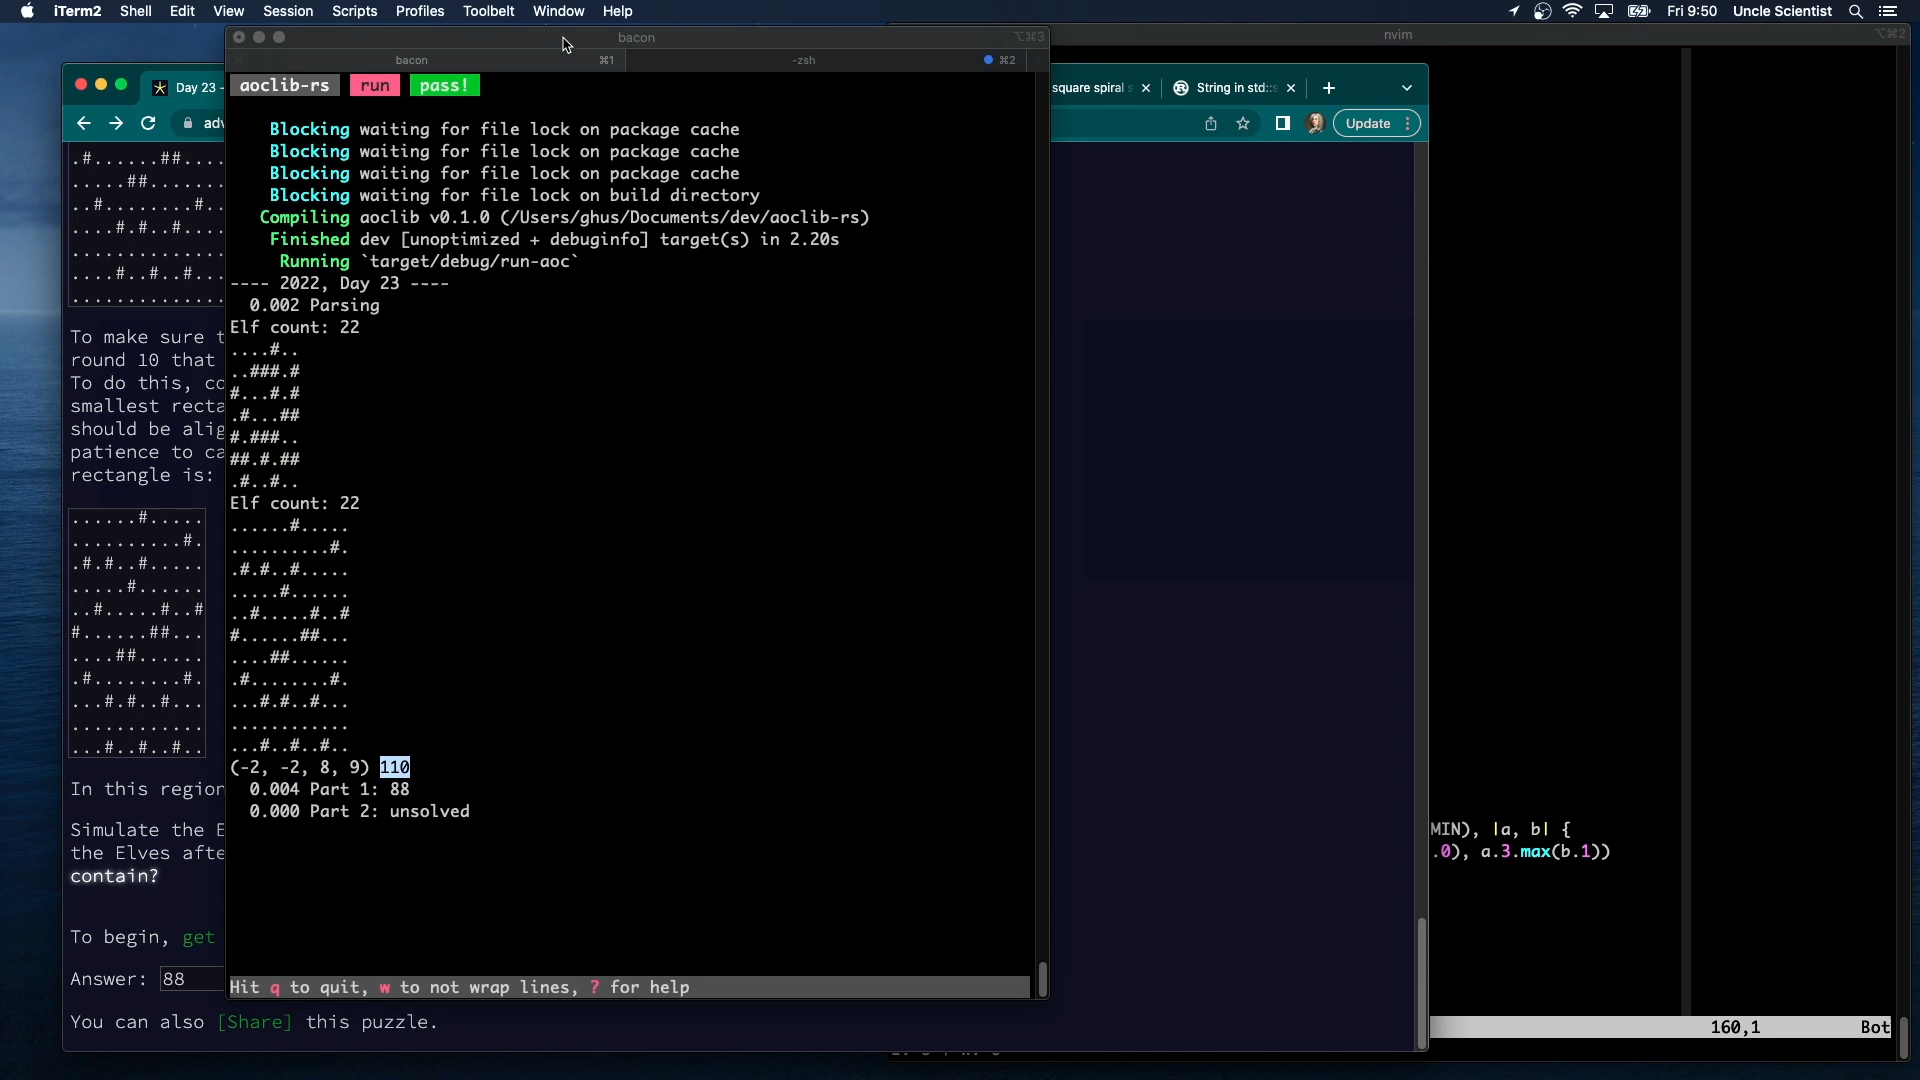 iTerm2 Shell Edit View Session Scripts Profiles Toolbelt Window Help Fri 9:50 Uncle Scientist
bacon ⌥⌘3
nvim ⌥⌘2
bacon ⌘1 -zsh ⌘2
Day 23 -
square spiral s
String in std::s
Update
adv
aoclib-rs run pass!
Blocking waiting for file lock on package cache
Blocking waiting for file lock on package cache
Blocking waiting for file lock on package cache
Blocking waiting for file lock on build directory
Compiling aoclib v0.1.0 (/Users/ghus/Documents/dev/aoclib-rs)
Finished dev [unoptimized + debuginfo] target(s) in 2.20s
Running `target/debug/run-aoc`
---- 2022, Day 23 ----
0.002 Parsing
Elf count: 22
....#..
..###.#
#...#.#
.#...##
#.###..
##.#.##
.#..#..
Elf count: 22
......#.....
..........#.
.#.#..#.....
.....#......
..#.....#..#
#......##...
....##......
.#........#.
...#.#..#...
............
...#..#..#..
(-2, -2, 8, 9) 110
0.004 Part 1: 88
0.000 Part 2: unsolved
Hit q to quit, w to not wrap lines, ? for help
.#......##....
.....##.......
..#.......#..
....#.#..#....
..............
....#..#..#...
..............
To make sure t
round 10 that
To do this, co
smallest recta
should be alig
patience to ca
rectangle is:
......#.....
..........#.
.#.#..#.....
.....#......
..#.....#..#
#......##...
....##......
.#........#.
...#.#..#...
............
...#..#..#..
In this region
Simulate the E
the Elves afte
contain?
To begin, get
Answer: 88
You can also [Share] this puzzle.
MIN), |a, b| {
.0), a.3.max(b.1))
160,1 Bot